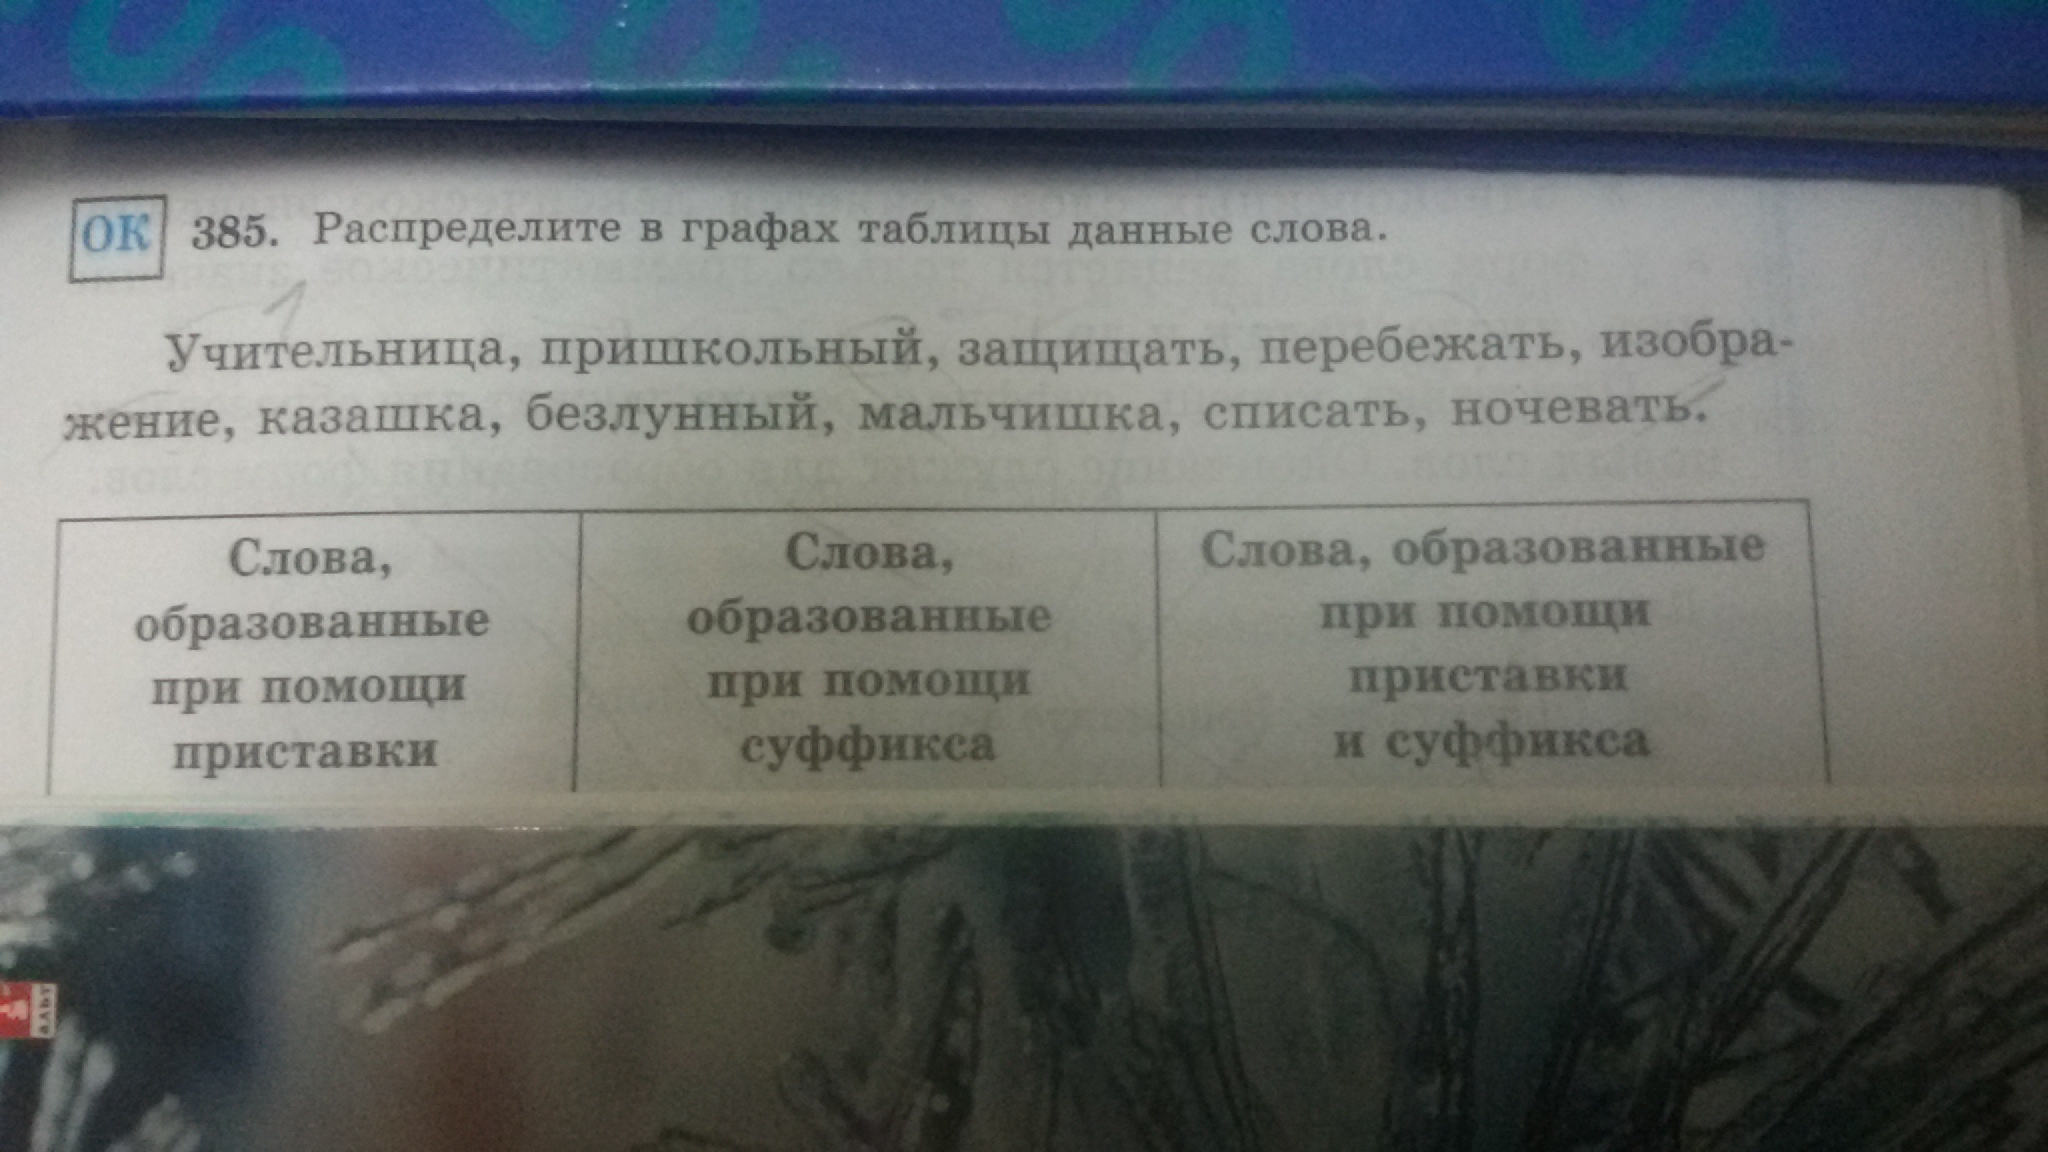 ОК 385. Распределите в графах таблицы данные слова.
Учительница, пришкольный, защищать, перебежать, изобра-
жение, казашка, безлунный, мальчишка, списать, ночевать.
Слова,
образованные
при помощи
приставки
Слова,
образованные
при помощи
суффикса
Слова, образованные
при помощи
приставки
и суффикса